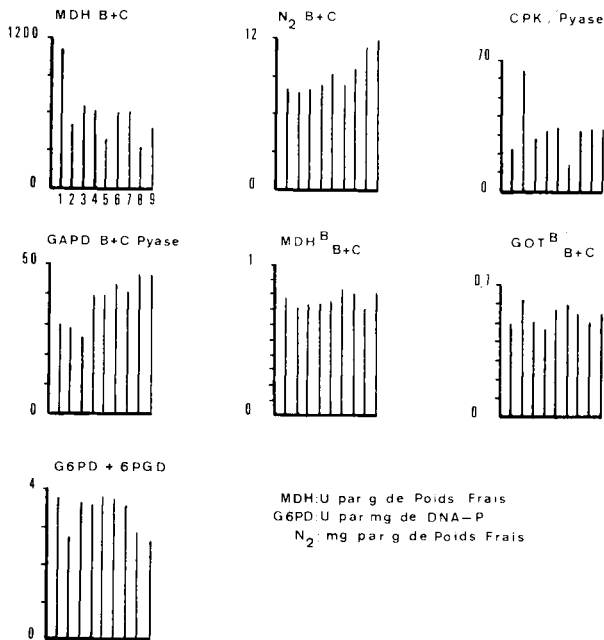 MDH B+C
1200
0
1 2 3 4 5 6 7 8 9
N2 B+C
12
0
CPK / Pyase
70
0
GAPD B+C Pyase
50
0
MDH B B+C
1
0
GOT B B+C
0.7
0
G6PD + 6PGD
4
0
MDH:U par g de Poids Frais
G6PD:U par mg de DNA-P
N2: mg par g de Poids Frais